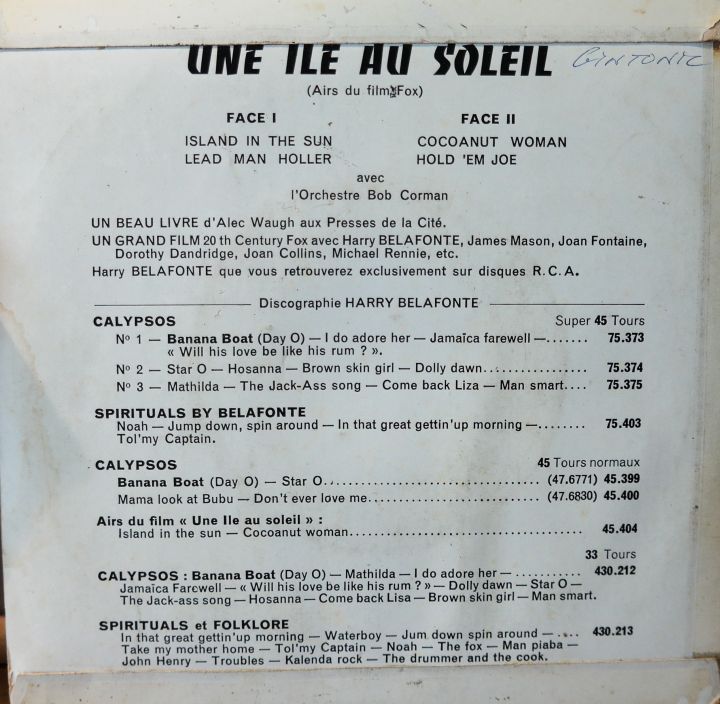 UNE ILE AU SOLEIL
GINTONIC
(Airs du film Fox)
FACE I
ISLAND IN THE SUN
LEAD MAN HOLLER
FACE II
COCOANUT WOMAN
HOLD 'EM JOE
avec
l'Orchestre Bob Corman
UN BEAU LIVRE d'Alec Waugh aux Presses de la Cité.
UN GRAND FILM 20 th Century Fox avec Harry BELAFONTE, James Mason, Joan Fontaine,
Dorothy Dandridge, Joan Collins, Michael Rennie, etc.
Harry BELAFONTE que vous retrouverez exclusivement sur disques R.C.A.
Discographie HARRY BELAFONTE
CALYPSOS Super 45 Tours
Nº 1 — Banana Boat (Day O) — I do adore her — Jamaïca farewell —....... 75.373
« Will his love be like his rum ? ».
Nº 2 — Star O — Hosanna — Brown skin girl — Dolly dawn................. 75.374
Nº 3 — Mathilda — The Jack-Ass song — Come back Liza — Man smart.... 75.375
SPIRITUALS BY BELAFONTE
Noah — Jump down, spin around — In that great gettin'up morning —........ 75.403
Tol'my Captain.
CALYPSOS 45 Tours normaux
Banana Boat (Day O) — Star O................................. (47.6771) 45.399
Mama look at Bubu — Don't ever love me.......................... (47.6830) 45.400
Airs du film « Une Ile au soleil » :
Island in the sun — Cocoanut woman.................................... 45.404
33 Tours
CALYPSOS : Banana Boat (Day O) — Mathilda — I do adore her — ........... 430.212
Jamaïca Farcwell — « Will his love be like his rum ? » — Dolly dawn — Star O —
The Jack-ass song — Hosanna — Come back Lisa — Brown skin girl — Man smart.
SPIRITUALS et FOLKLORE
In that great gettin'up morning — Waterboy — Jum down spin around — .... 430.213
Take my mother home — Tol'my Captain — Noah — The fox — Man piaba —
John Henry — Troubles — Kalenda rock — The drummer and the cook.